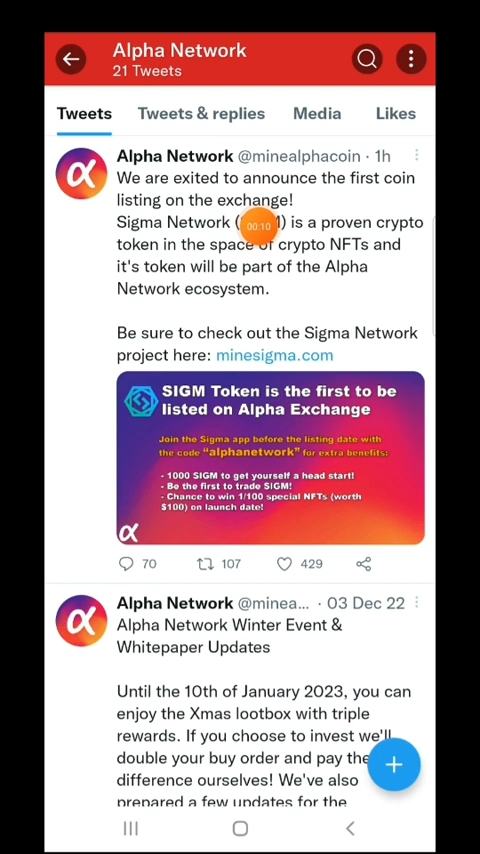 Alpha Network
21 Tweets
Tweets
Tweets & replies
Media
Likes
Alpha Network @minealphacoin · 1h
We are exited to announce the first coin
listing on the exchange!
Sigma Network ( ) is a proven crypto
token in the space of crypto NFTs and
it's token will be part of the Alpha
Network ecosystem.
00:10
Be sure to check out the Sigma Network
project here: minesigma.com
SIGM Token is the first to be
listed on Alpha Exchange
Join the Sigma app before the listing date with
the code "alphanetwork" for extra benefits:
- 1000 SIGM to get yourself a head start!
- Be the first to trade SIGM!
- Chance to win 1/100 special NFTs (worth
$100) on launch date!
70
107
429
Alpha Network @minea... · 03 Dec 22
Alpha Network Winter Event &
Whitepaper Updates
Until the 10th of January 2023, you can
enjoy the Xmas lootbox with triple
rewards. If you choose to invest we'll
double your buy order and pay the
difference ourselves! We've also
prepared a few updates for the